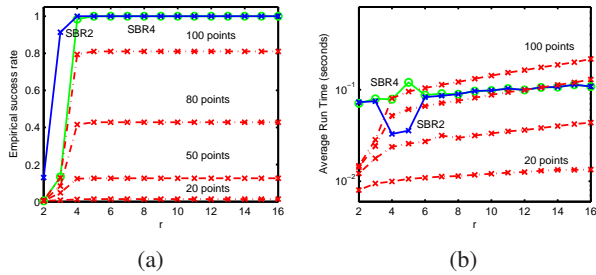 Empirical success rate
1
0.8
0.6
0.4
0.2
0
SBR2
SBR4
100 points
80 points
50 points
20 points
2 4 6 8 10 12 14 16
r
(a)
Average Run Time (seconds)
10⁻¹
10⁻²
100 points
SBR4
SBR2
20 points
2 4 6 8 10 12 14 16
r
(b)